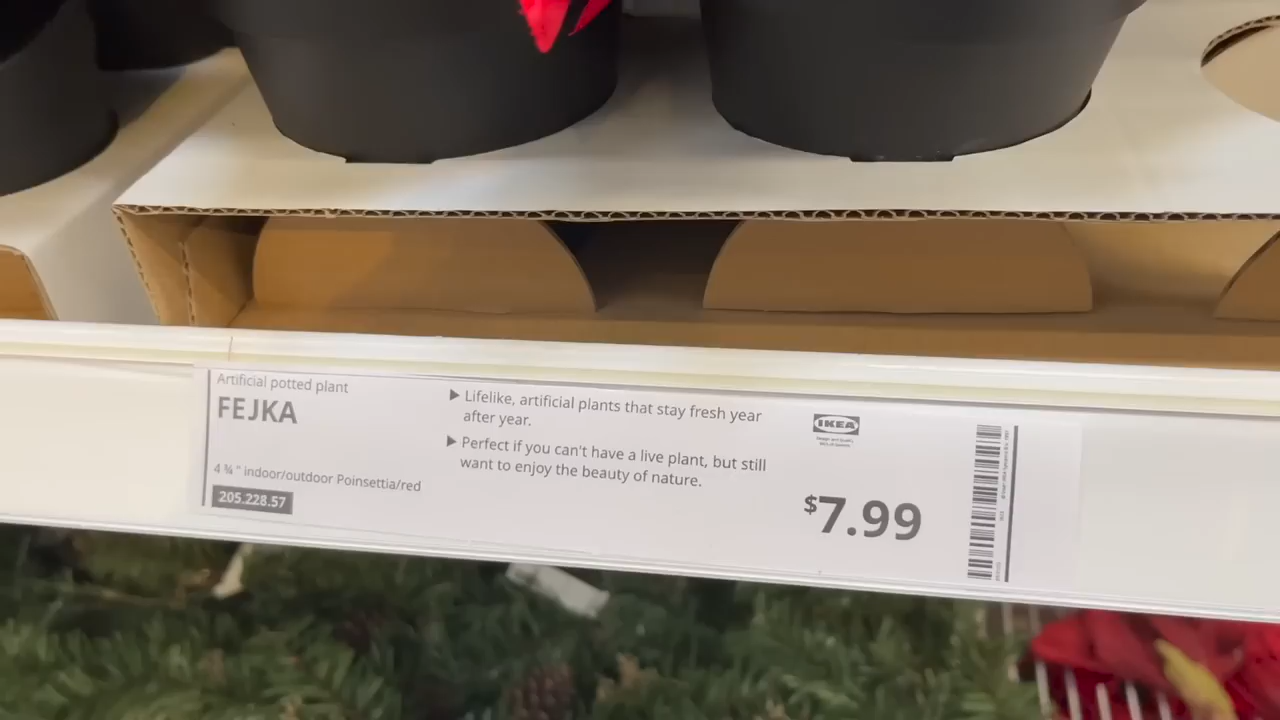 Artificial potted plant
FEJKA
4 ¾ " indoor/outdoor Poinsettia/red
205.228.57
▶ Lifelike, artificial plants that stay fresh year
after year.
▶ Perfect if you can't have a live plant, but still
want to enjoy the beauty of nature.
IKEA
$7.99